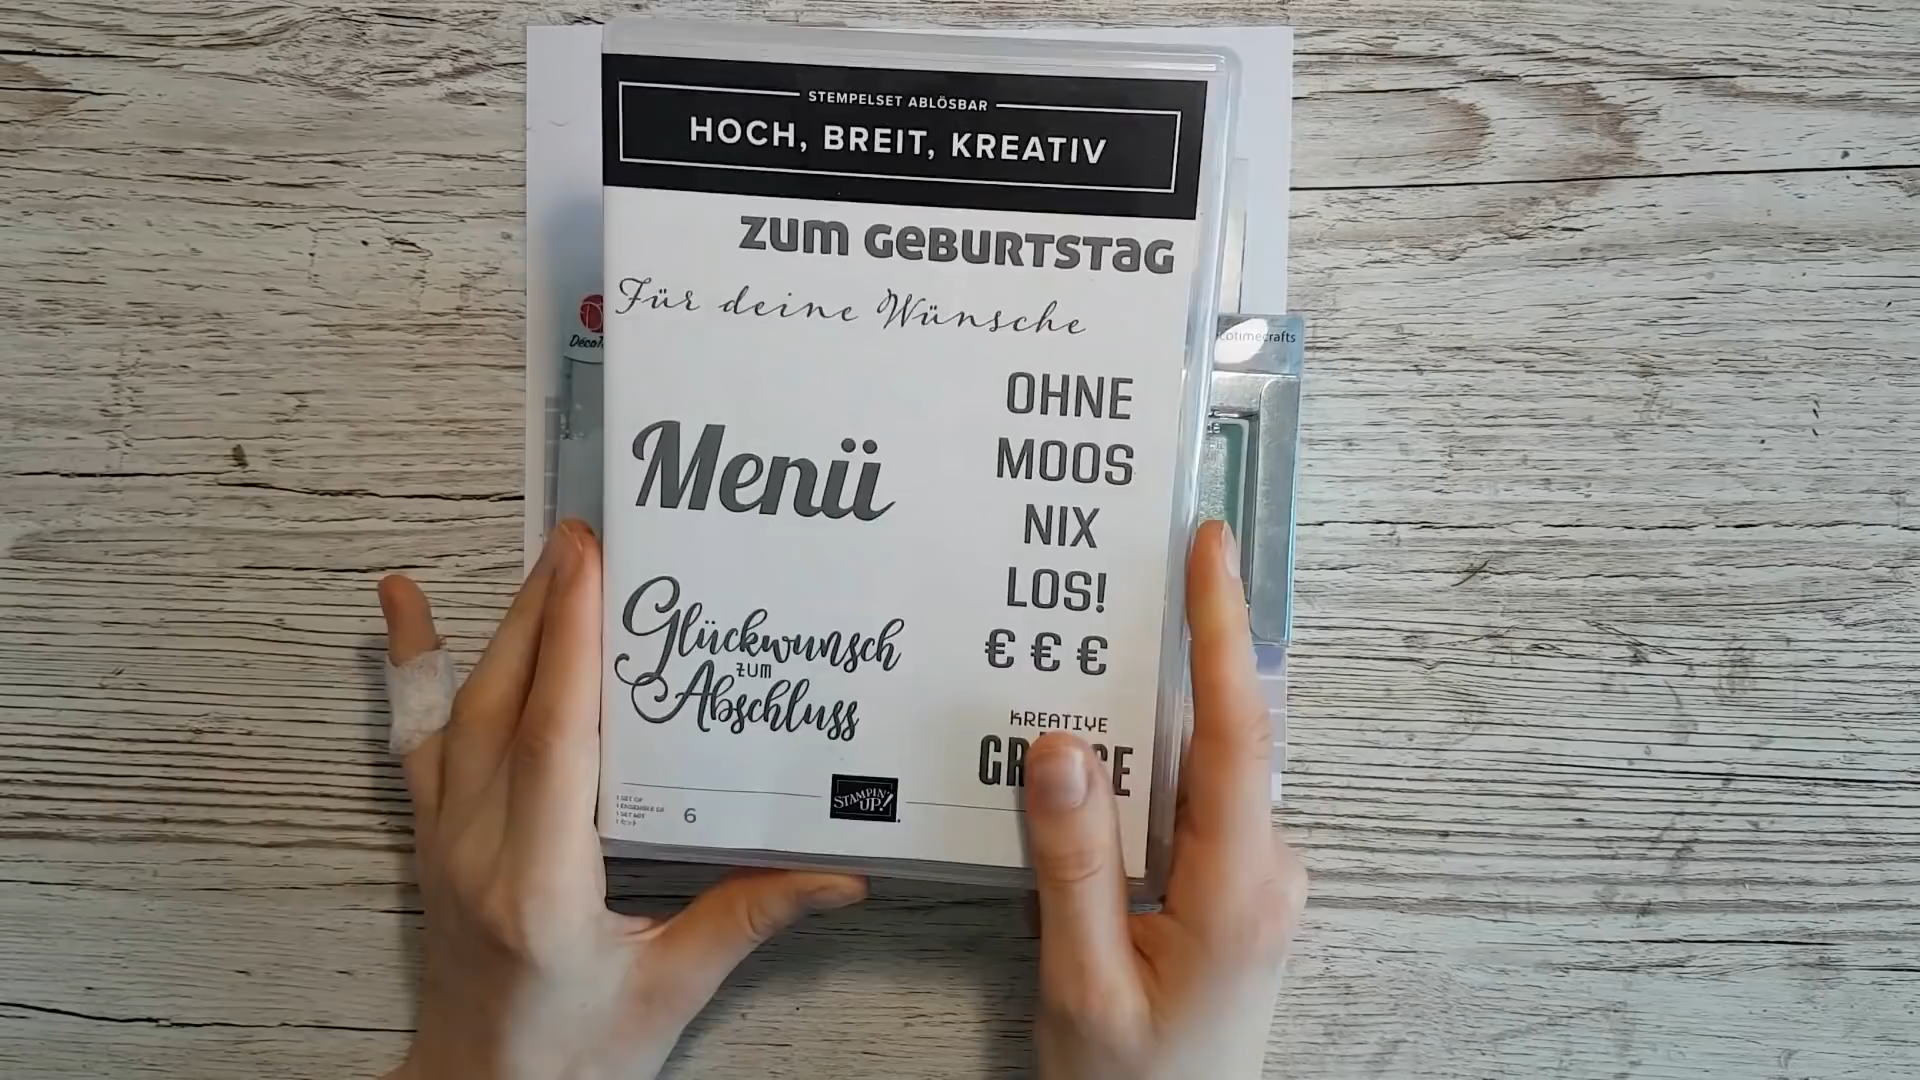 STEMPELSET ABLÖSBAR
HOCH, BREIT, KREATIV
ZUM GEBURTSTAG
Für deine Wünsche
OHNE
MOOS
NIX
LOS!
€ € €
Menü
Glückwunsch
ZUM
Abschluss
KREATIVE
6
STAMPIN' UP!